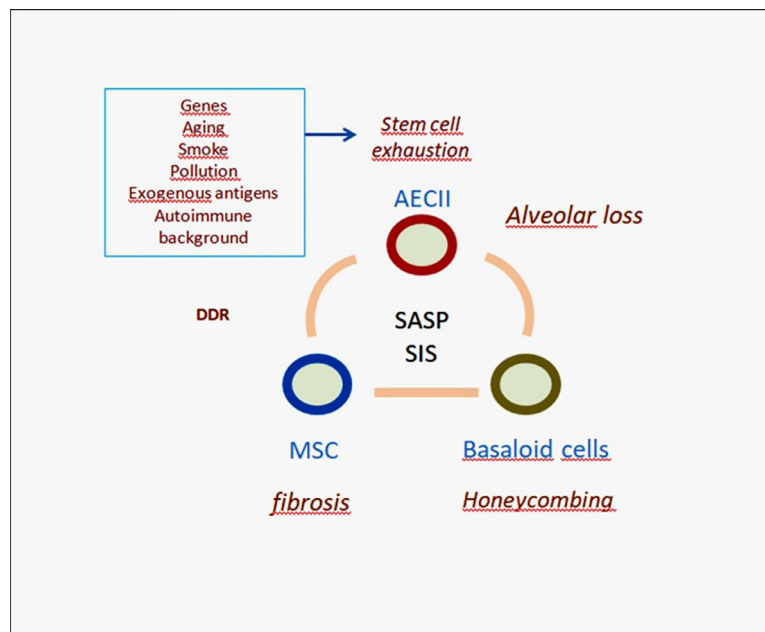 Genes
Aging
Smoke
Pollution
Exogenous antigens
Autoimmune
background
Stem cell
exhaustion
AECII
Alveolar loss
DDR
SASP
SIS
MSC
Basaloid cells
fibrosis
Honeycombing